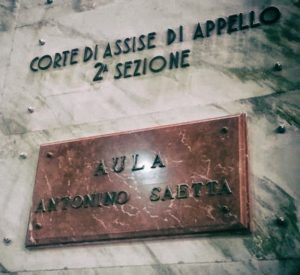 CORTE DI ASSISE DI APPELLO
2ª SEZIONE
AULA
ANTONINO SAETTA